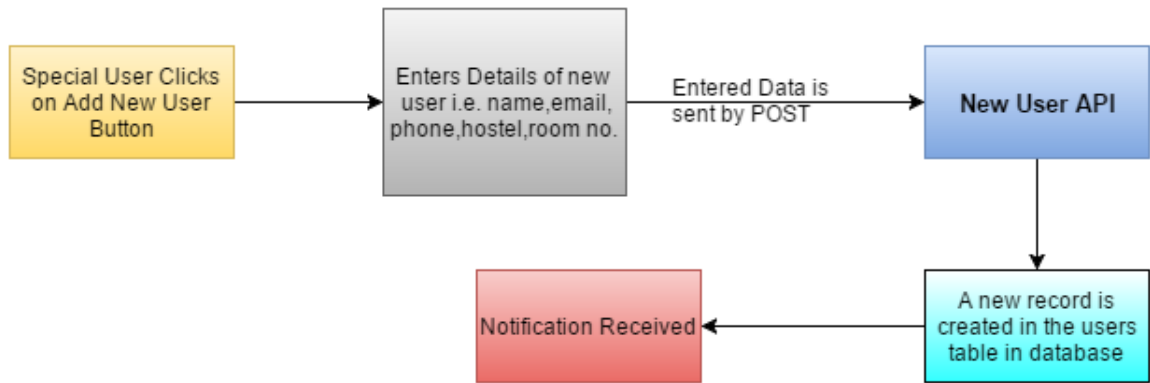 Special User Clicks
on Add New User
Button
Enters Details of new
user i.e. name,email,
phone,hostel,room no.
Entered Data is
sent by POST
New User API
A new record is
created in the users
table in database
Notification Received